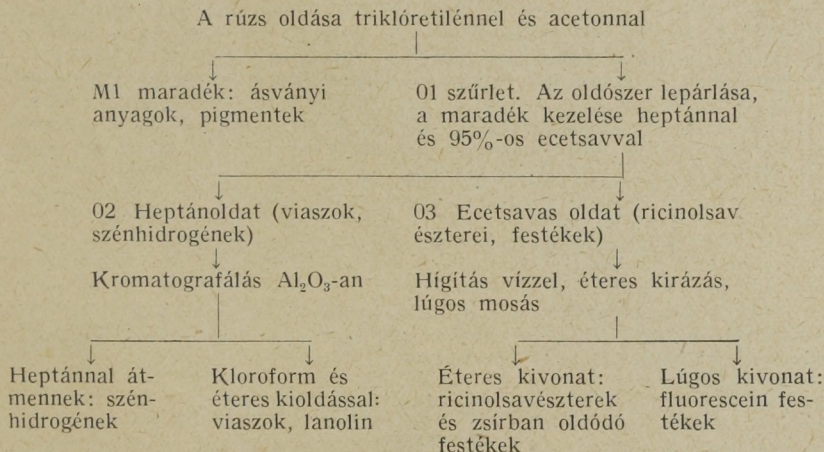 A rúzs oldása triklóretilénnel és acetonnal
M1 maradék: ásványi
anyagok, pigmentek
01 szűrlet. Az oldószer lepárlása,
a maradék kezelése heptánnal
és 95%-os ecetsavval
02 Heptánoldat (viaszok,
szénhidrogének)
03 Ecetsavas oldat (ricinolsav
észterei, festékek)
Kromatografálás Al₂O₃-an
Hígítás vízzel, éteres kirázás,
lúgos mosás
Heptánnal át-
mennek: szén-
hidrogének
Kloroform és
éteres kioldással:
viaszok, lanolin
Éteres kivonat:
ricinolsavészterek
és zsírban oldódó
festékek
Lúgos kivonat:
fluorescein fes-
tékek